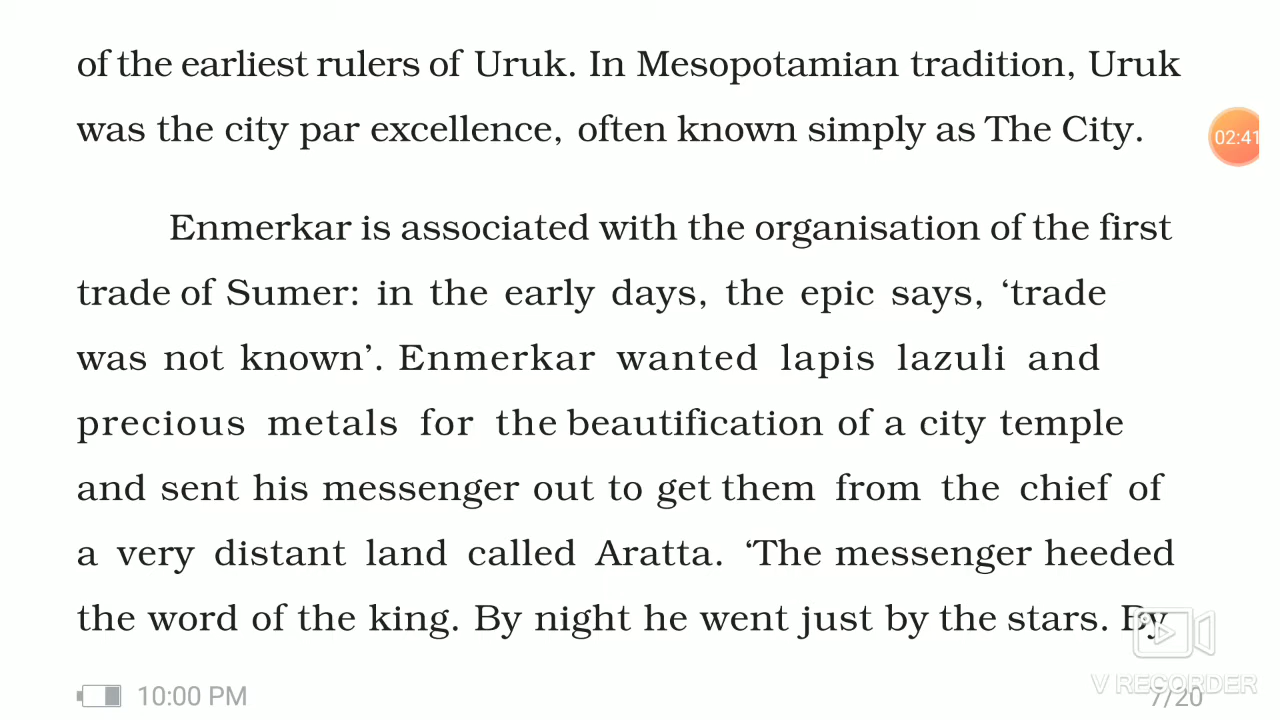 of the earliest rulers of Uruk. In Mesopotamian tradition, Uruk
was the city par excellence, often known simply as The City.
02:41
Enmerkar is associated with the organisation of the first
trade of Sumer: in the early days, the epic says, ‘trade
was not known’. Enmerkar wanted lapis lazuli and
precious metals for the beautification of a city temple
and sent his messenger out to get them from the chief of
a very distant land called Aratta. ‘The messenger heeded
the word of the king. By night he went just by the stars. By
10:00 PM
V RECORDER
7/20